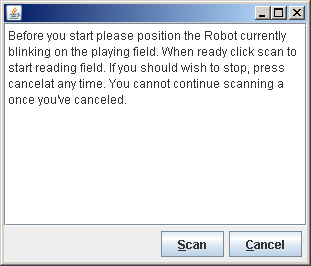 Before you start please position the Robot currently
blinking on the playing field. When ready click scan to
start reading field. If you should wish to stop, press
cancelat any time. You cannot continue scanning a
once you've canceled.
Scan
Cancel